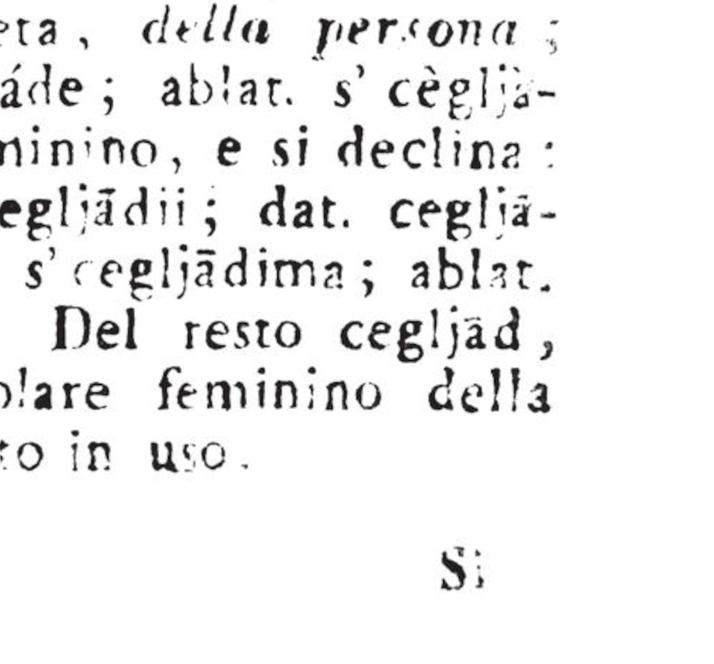 eta, della persona;
áde; ablat. s' cègljà-
minino, e si declina:
egljādii; dat. cegljā-
s' cegljādima; ablat.
Del resto cegljād,
olare feminino della
to in uso.
Si